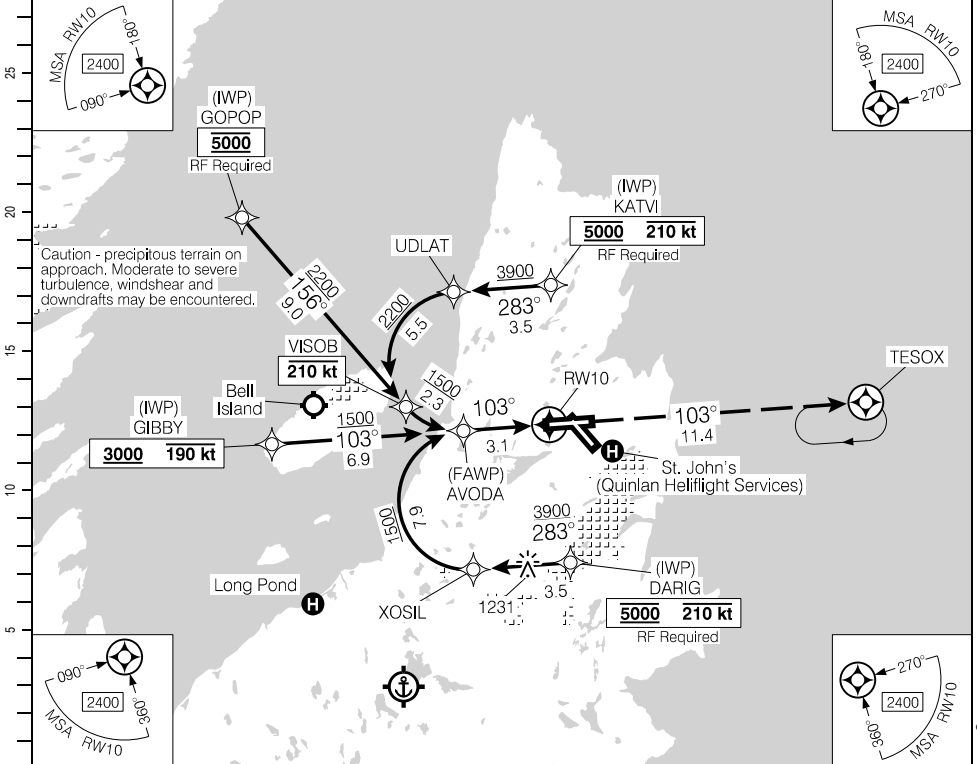 MSA RW10
180°
2400
090°
MSA RW10
180°
2400
270°
25
20
15
10
5
(IWP)
GOPOP
5000
RF Required
(IWP)
KATVI
5000 210 kt
RF Required
UDLAT
3900
283°
3.5
Caution - precipitous terrain on
approach. Moderate to severe
turbulence, windshear and
downdrafts may be encountered.
2200
156°
9.0
2200
5.5
VISOB
210 kt
1500
2.3
Bell
Island
(IWP)
GIBBY
3000 190 kt
1500
103°
6.9
103°
3.1
RW10
(FAWP)
AVODA
103°
11.4
TESOX
H
St. John's
(Quinlan Heliflight Services)
1500
7.9
3900
283°
3.5
1231
XOSIL
(IWP)
DARIG
5000 210 kt
RF Required
Long Pond
H
090°
2400
360°
MSA RW10
270°
2400
360°
MSA RW10